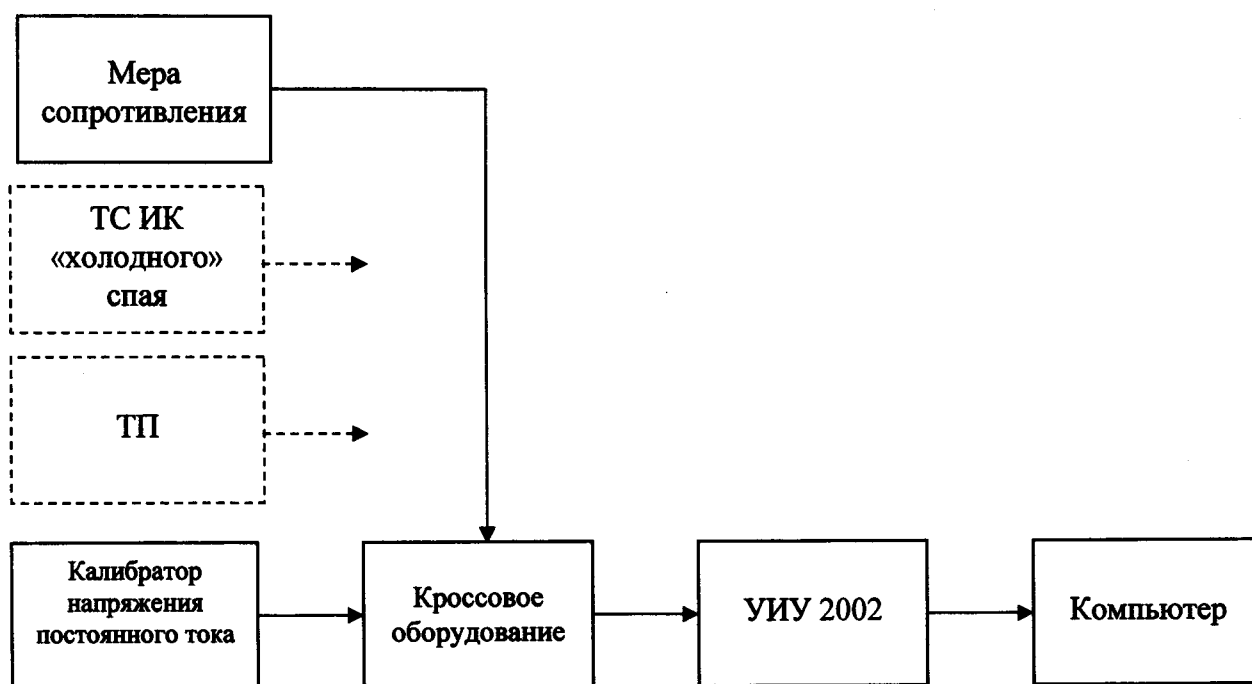 Мера
сопротивления
ТС ИК
«холодного»
спая
ТП
Калибратор
напряжения
постоянного тока
Кроссовое
оборудование
УИУ 2002
Компьютер